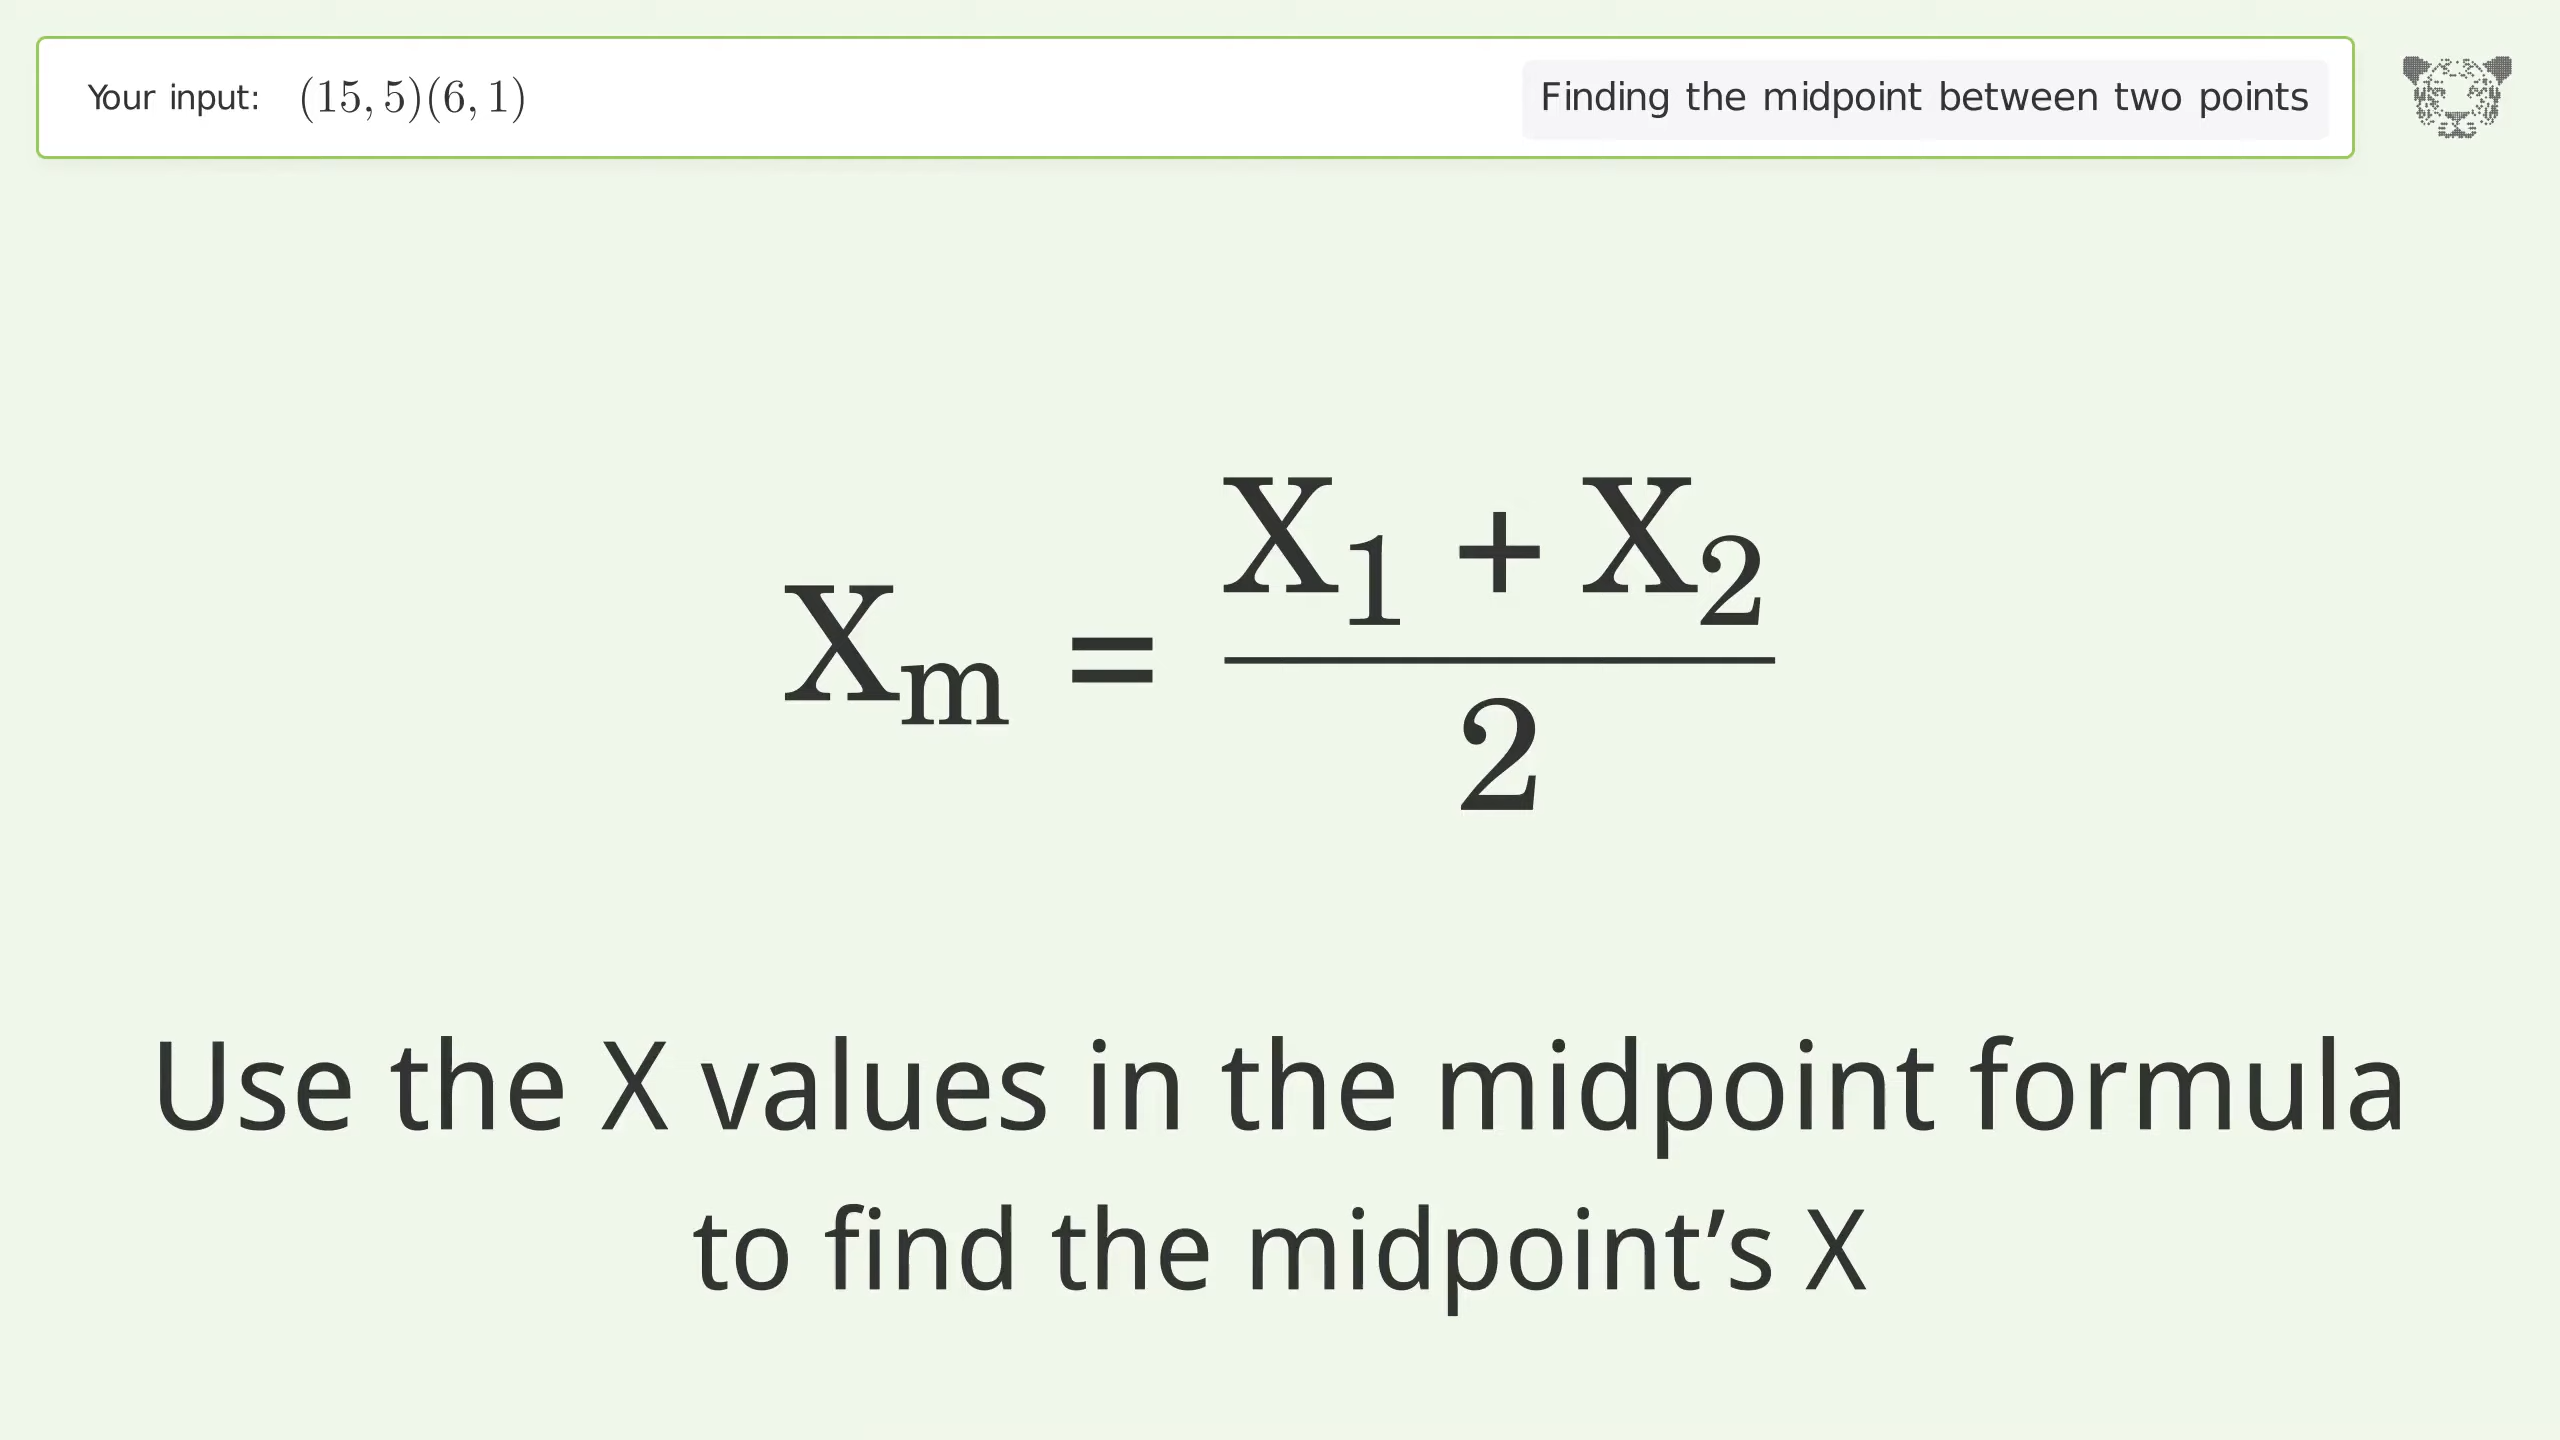 Your input: (15, 5)(6, 1)
Finding the midpoint between two points
X₁ + X₂
Xₘ = ―
2
Use the X values in the midpoint formula
to find the midpoint’s X